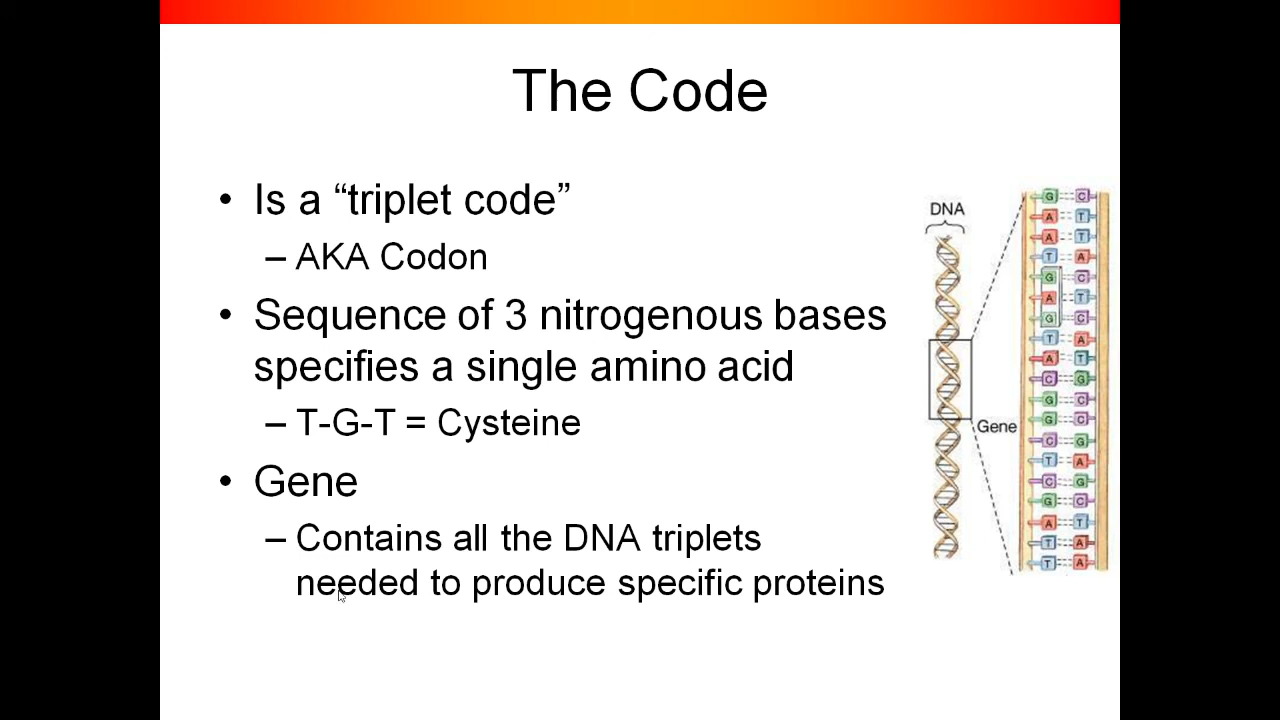 The Code
• Is a “triplet code”
– AKA Codon
• Sequence of 3 nitrogenous bases
specifies a single amino acid
– T-G-T = Cysteine
• Gene
– Contains all the DNA triplets
needed to produce specific proteins
DNA
Gene
G C
A T
A T
T A
G C
A T
G C
T A
A T
C G
G C
G C
C G
T A
C G
G C
A T
T A
T A